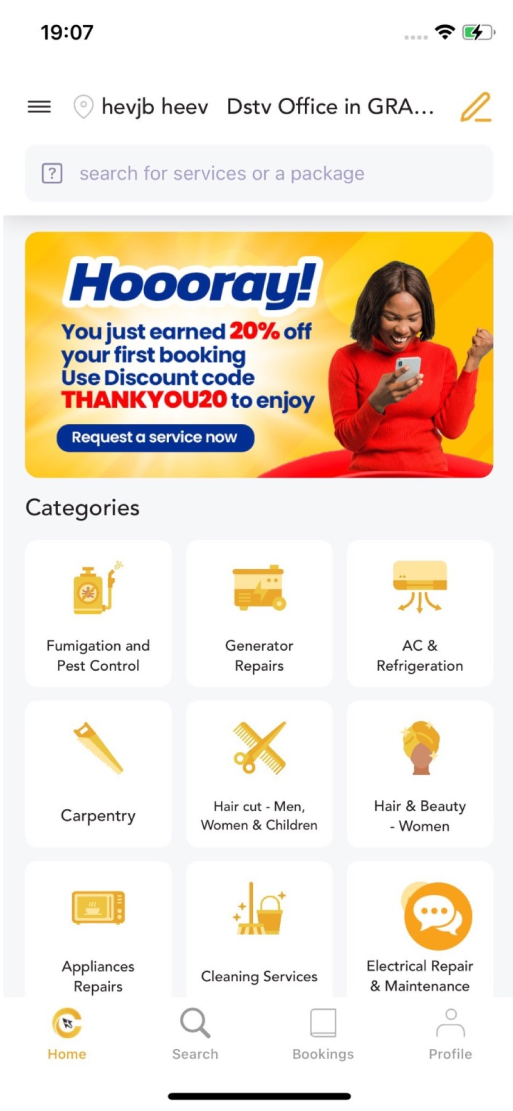 19:07
hevjb heev Dstv Office in GRA...
search for services or a package
Hoooray!
You just earned 20% off
your first booking
Use Discount code
THANKYOU20 to enjoy
Request a service now
Categories
Fumigation and
Pest Control
Generator
Repairs
AC &
Refrigeration
Carpentry
Hair cut - Men,
Women & Children
Hair & Beauty
- Women
Appliances
Repairs
Cleaning Services
Electrical Repair
& Maintenance
Home
Search
Bookings
Profile